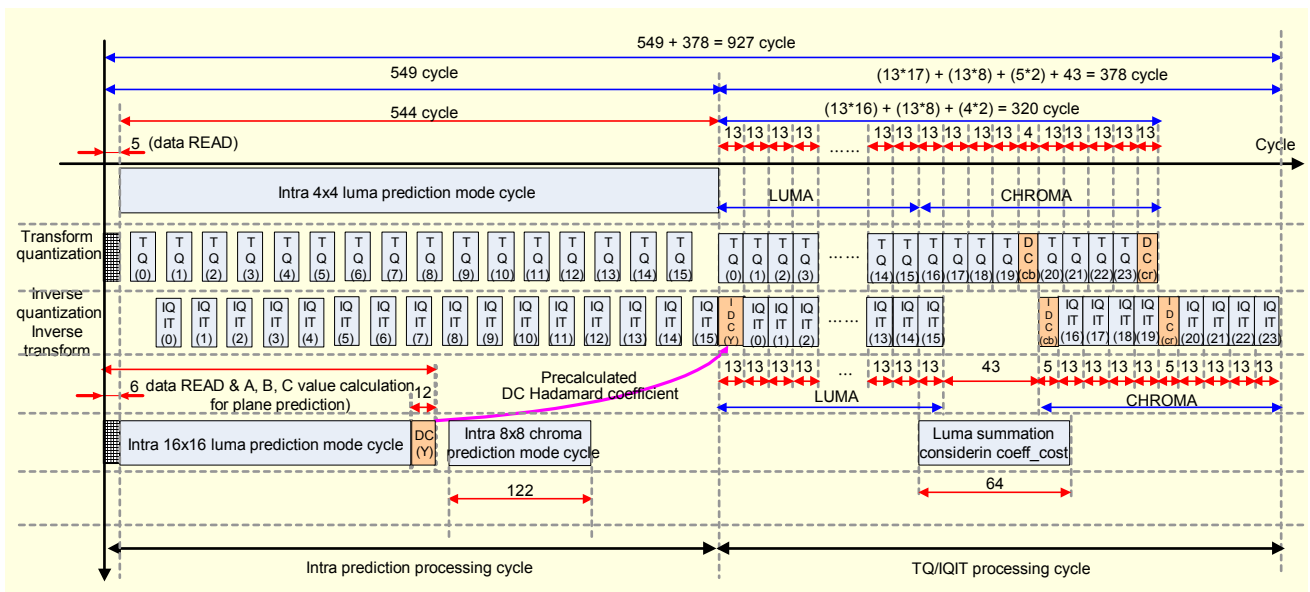 549 + 378 = 927 cycle
549 cycle
(13*17) + (13*8) + (5*2) + 43 = 378 cycle
(13*16) + (13*8) + (4*2) = 320 cycle
544 cycle
13 13 13 13 13 13 13 13 13 13 4 13 13 13 13 13
5 (data READ)
......
Cycle
Intra 4x4 luma prediction mode cycle
LUMA
CHROMA
Transform
quantization
T Q (0) T Q (1) T Q (2) T Q (3) T Q (4) T Q (5) T Q (6) T Q (7) T Q (8) T Q (9) T Q (10) T Q (11) T Q (12) T Q (13) T Q (14) T Q (15)
T Q (0) T Q (1) T Q (2) T Q (3) ...... T Q (14) T Q (15) T Q (16) T Q (17) T Q (18) T Q (19) D C (cb) T Q (20) T Q (21) T Q (22) T Q (23) D C (cr)
Inverse
quantization
Inverse
transform
IQ IT (0) IQ IT (1) IQ IT (2) IQ IT (3) IQ IT (4) IQ IT (5) IQ IT (6) IQ IT (7) IQ IT (8) IQ IT (9) IQ IT (10) IQ IT (11) IQ IT (12) IQ IT (13) IQ IT (14) IQ IT (15)
I D C (Y) IQ IT (0) IQ IT (1) IQ IT (2) ...... IQ IT (13) IQ IT (14) IQ IT (15) I D C (cb) IQ IT (16) IQ IT (17) IQ IT (18) IQ IT (19) I D C (cr) IQ IT (20) IQ IT (21) IQ IT (22) IQ IT (23)
6 data READ & A, B, C value calculation
for plane prediction)
12
Precalculated
DC Hadamard coefficient
13 13 13 13 ... 13 13 13 43 5 13 13 13 13 5 13 13 13 13
LUMA
CHROMA
Intra 16x16 luma prediction mode cycle
DC
(Y)
Intra 8x8 chroma
prediction mode cycle
Luma summation
considerin coeff_cost
122
64
Intra prediction processing cycle
TQ/IQIT processing cycle